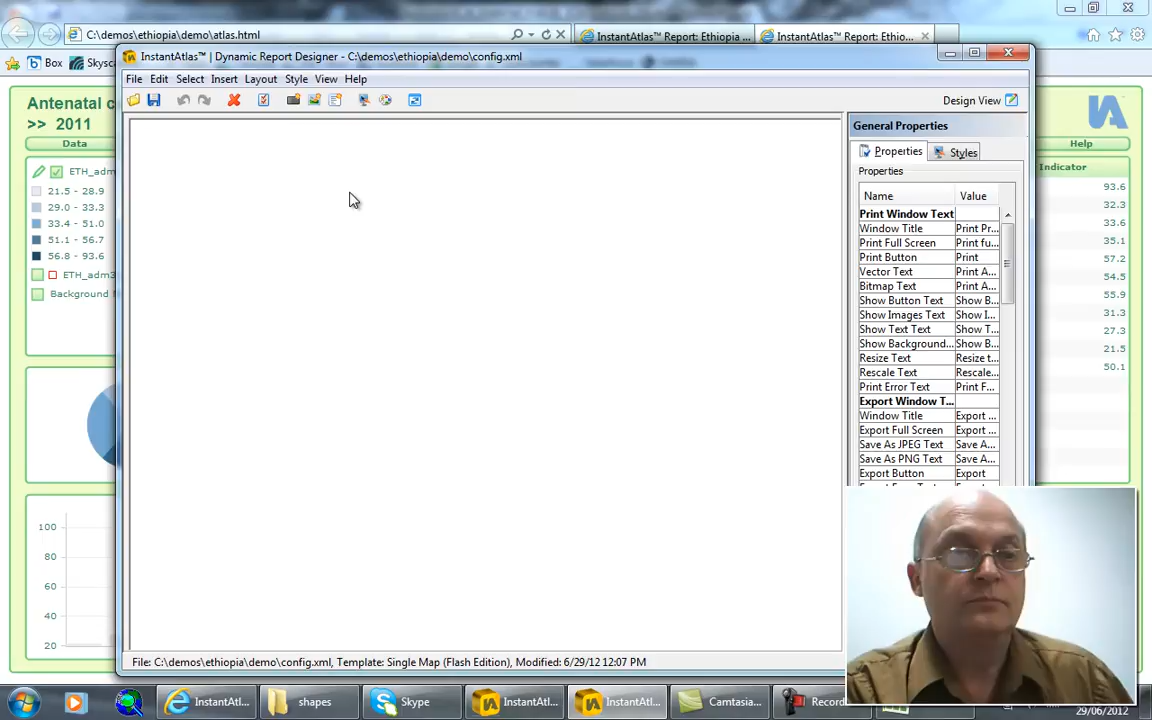 C:\demos\ethiopia\demo\atlas.html
InstantAtlas™ Report: Ethiopia ...
InstantAtlas™ Report: Ethio...
Box
InstantAtlas™ | Dynamic Report Designer - C:\demos\ethiopia\demo\config.xml
File Edit Select Insert Layout Style View Help
Design View
Antenatal c
>> 2011
Data
ETH_adm
21.5 - 28.9
29.0 - 33.3
33.4 - 51.0
51.1 - 56.7
56.8 - 93.6
ETH_adm3
Background
100
80
60
40
20
General Properties
Properties Styles
Properties
Name Value
Print Window Text
Window Title Print Pr...
Print Full Screen Print fu...
Print Button Print
Vector Text Print A...
Bitmap Text Print A...
Show Button Text Show B...
Show Images Text Show I...
Show Text Text Show T...
Show Background... Show B...
Resize Text Resize t...
Rescale Text Rescale...
Print Error Text Print F...
Export Window T...
Window Title Export ...
Export Full Screen Export ...
Save As JPEG Text Save A...
Save As PNG Text Save A...
Export Button Export
IA
Help
Indicator
93.6
32.3
33.6
35.1
57.2
54.5
55.9
31.3
27.3
21.5
50.1
File: C:\demos\ethiopia\demo\config.xml, Template: Single Map (Flash Edition), Modified: 6/29/12 12:07 PM
InstantAtl...
shapes
Skype
InstantAtl...
InstantAtl...
Camtasia...
Record
29/06/2012